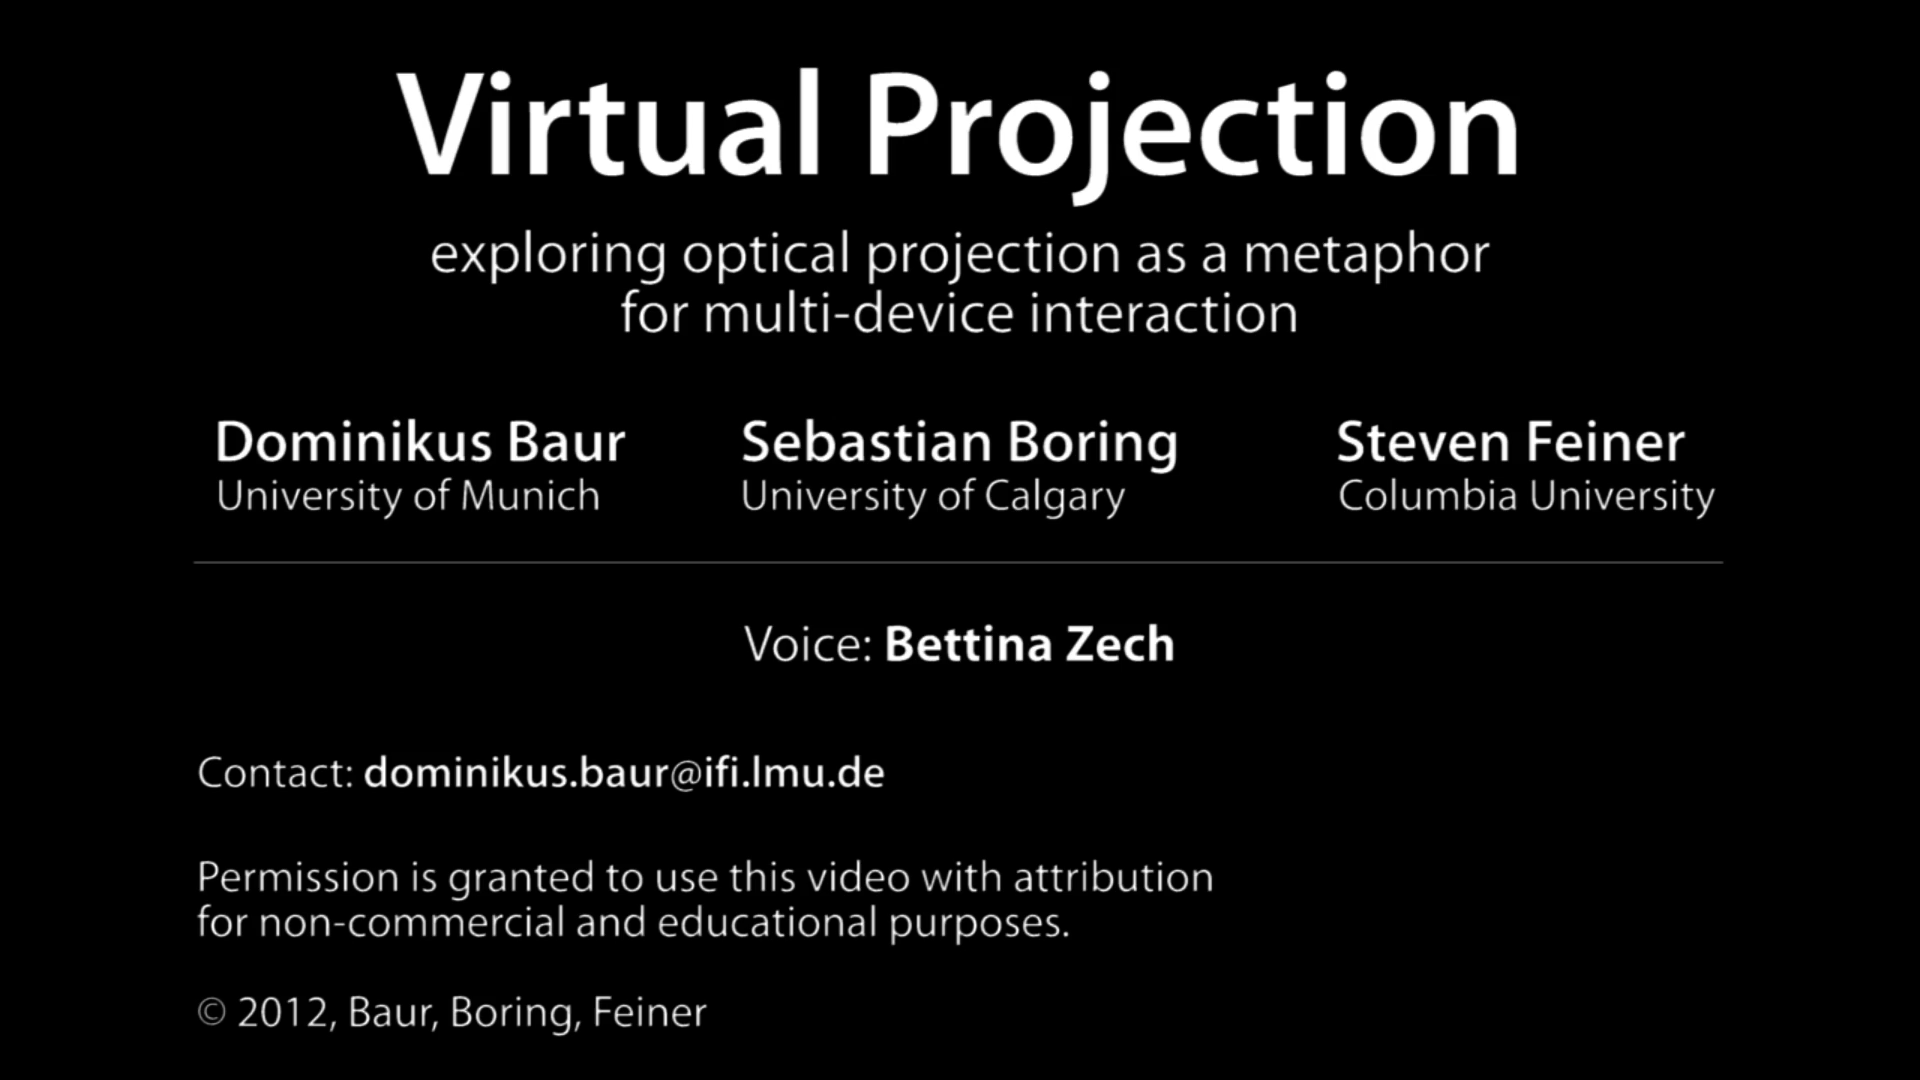 Virtual Projection
exploring optical projection as a metaphor
for multi-device interaction
Dominikus Baur
University of Munich
Sebastian Boring
University of Calgary
Steven Feiner
Columbia University
Voice: Bettina Zech
Contact: dominikus.baur@ifi.lmu.de
Permission is granted to use this video with attribution
for non-commercial and educational purposes.
© 2012, Baur, Boring, Feiner